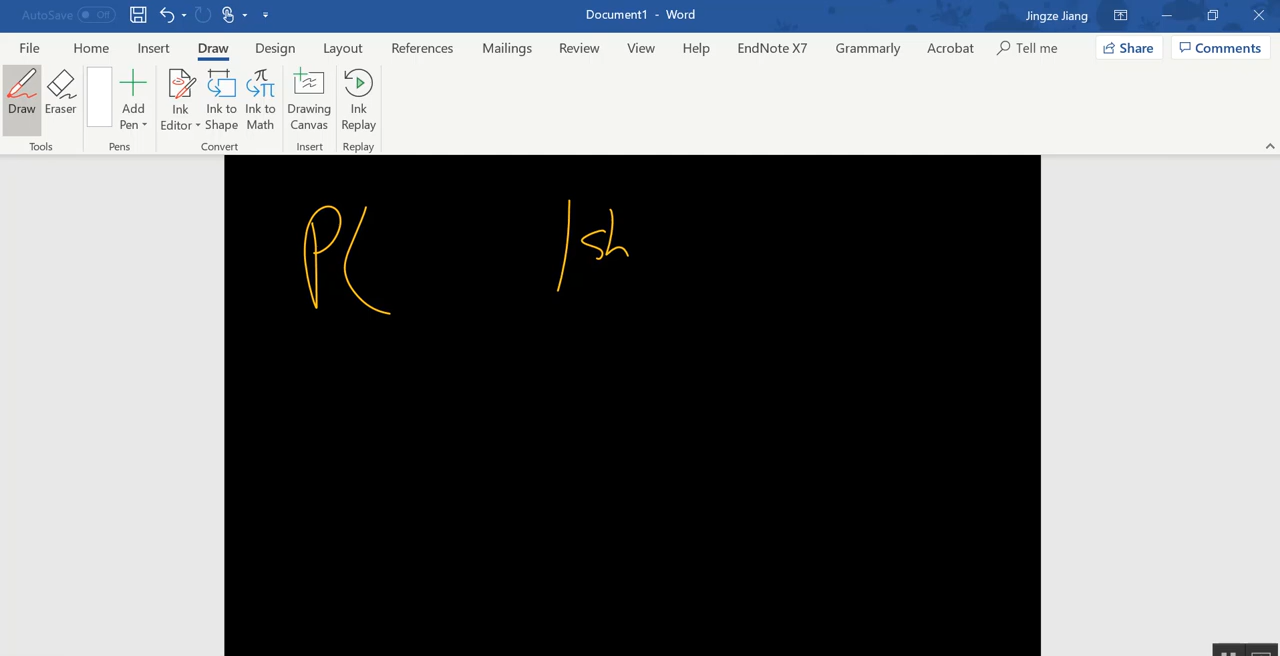 AutoSave Off Document1 - Word Jingze Jiang
File Home Insert Draw Design Layout References Mailings Review View Help EndNote X7 Grammarly Acrobat Tell me Share Comments
Draw Eraser Add Pen Ink Editor Ink to Shape Ink to Math Drawing Canvas Ink Replay
Tools Pens Convert Insert Replay
P( / sh